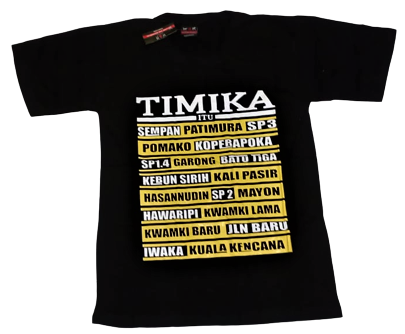 TIMIKA
ITU
SEMPAN PATIMURA SP3
POMAKO KOPERAPOKA
SP1.4 GARONG BATU TIGA
KEBUN SIRIH KALI PASIR
HASANNUDIN SP 2 MAYON
HAWARIPI KWAMKI LAMA
KWAMKI BARU JLN BARU
IWAKA KUALA KENCANA